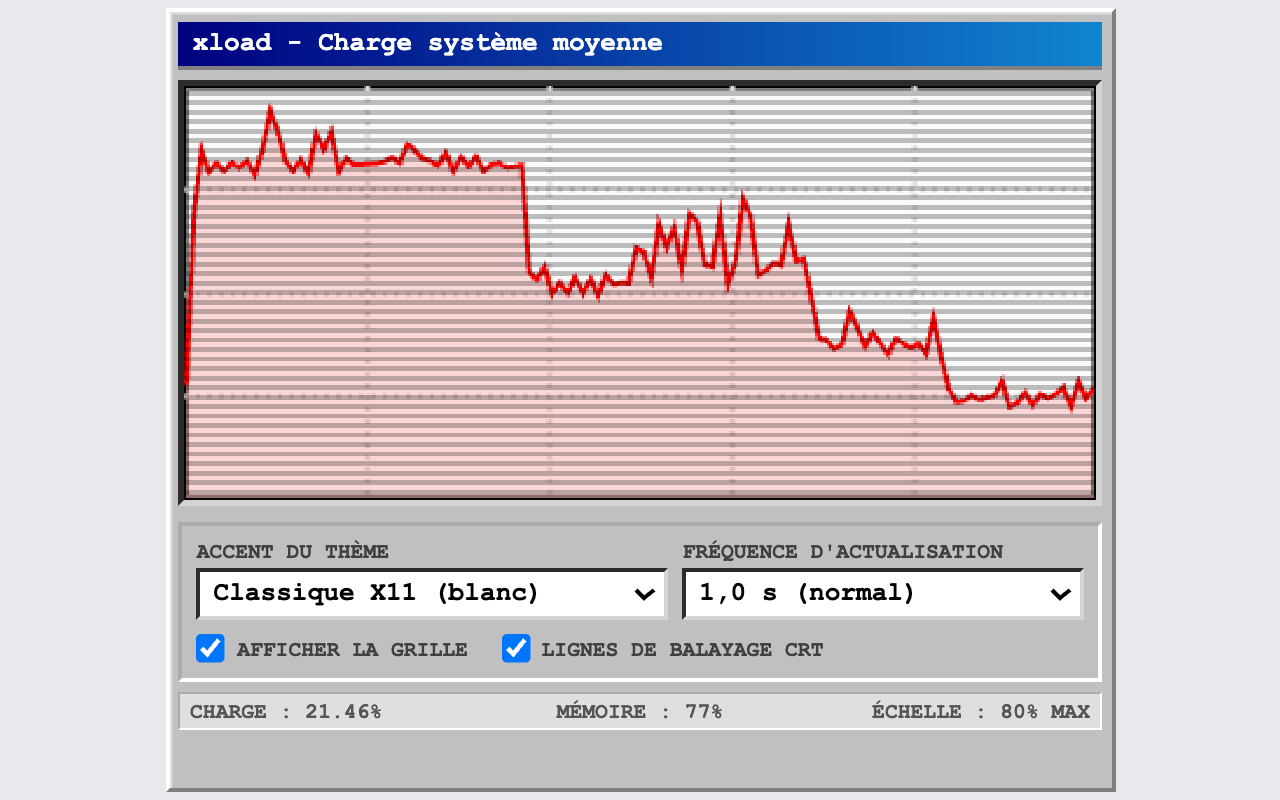 xload - Charge système moyenne
ACCENT DU THÈME
FRÉQUENCE D'ACTUALISATION
Classique X11 (blanc)
1,0 s (normal)
AFFICHER LA GRILLE
LIGNES DE BALAYAGE CRT
CHARGE : 21.46%
MÉMOIRE : 77%
ÉCHELLE : 80% MAX